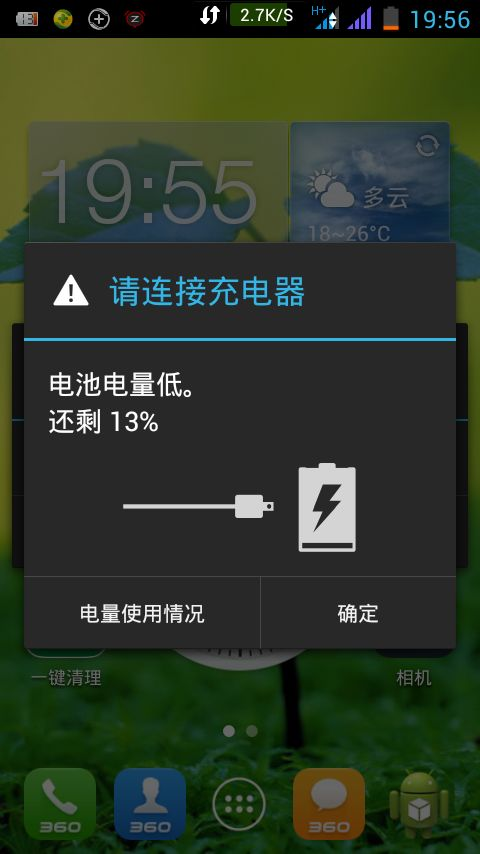 13
Z
2.7K/S
H+
19:56
19:55
多云
18~26°C
请连接充电器
电池电量低。
还剩 13%
电量使用情况
确定
一键清理
相机
360
360
360